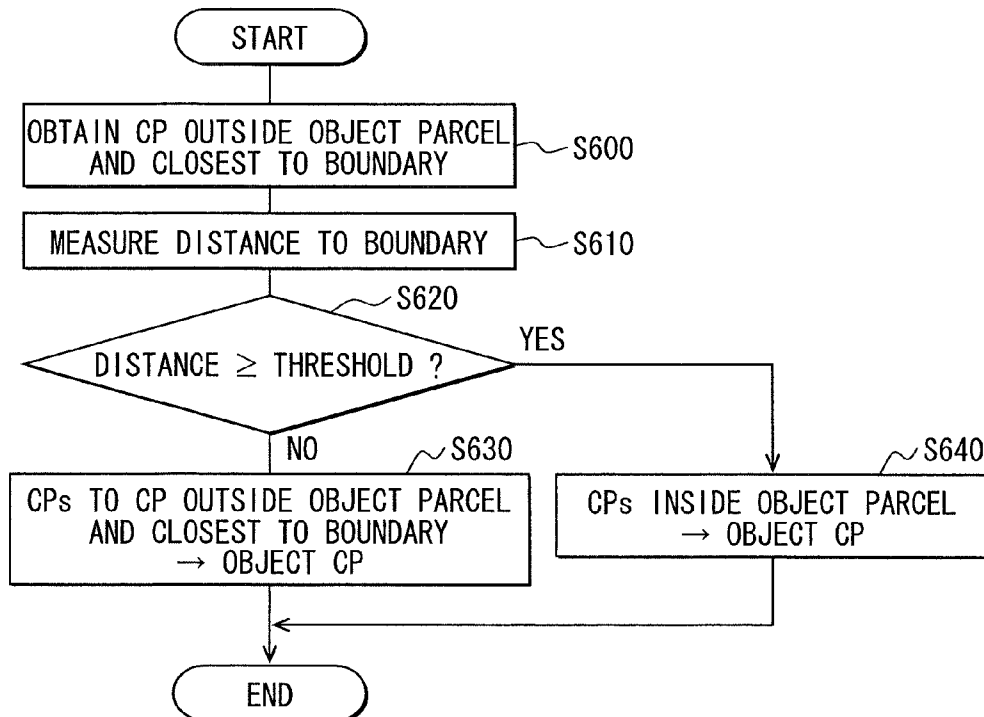 START
OBTAIN CP OUTSIDE OBJECT PARCEL
AND CLOSEST TO BOUNDARY
S600
MEASURE DISTANCE TO BOUNDARY
S610
S620
DISTANCE ≥ THRESHOLD ?
YES
NO
S630
CPs TO CP OUTSIDE OBJECT PARCEL
AND CLOSEST TO BOUNDARY
→ OBJECT CP
S640
CPs INSIDE OBJECT PARCEL
→ OBJECT CP
END